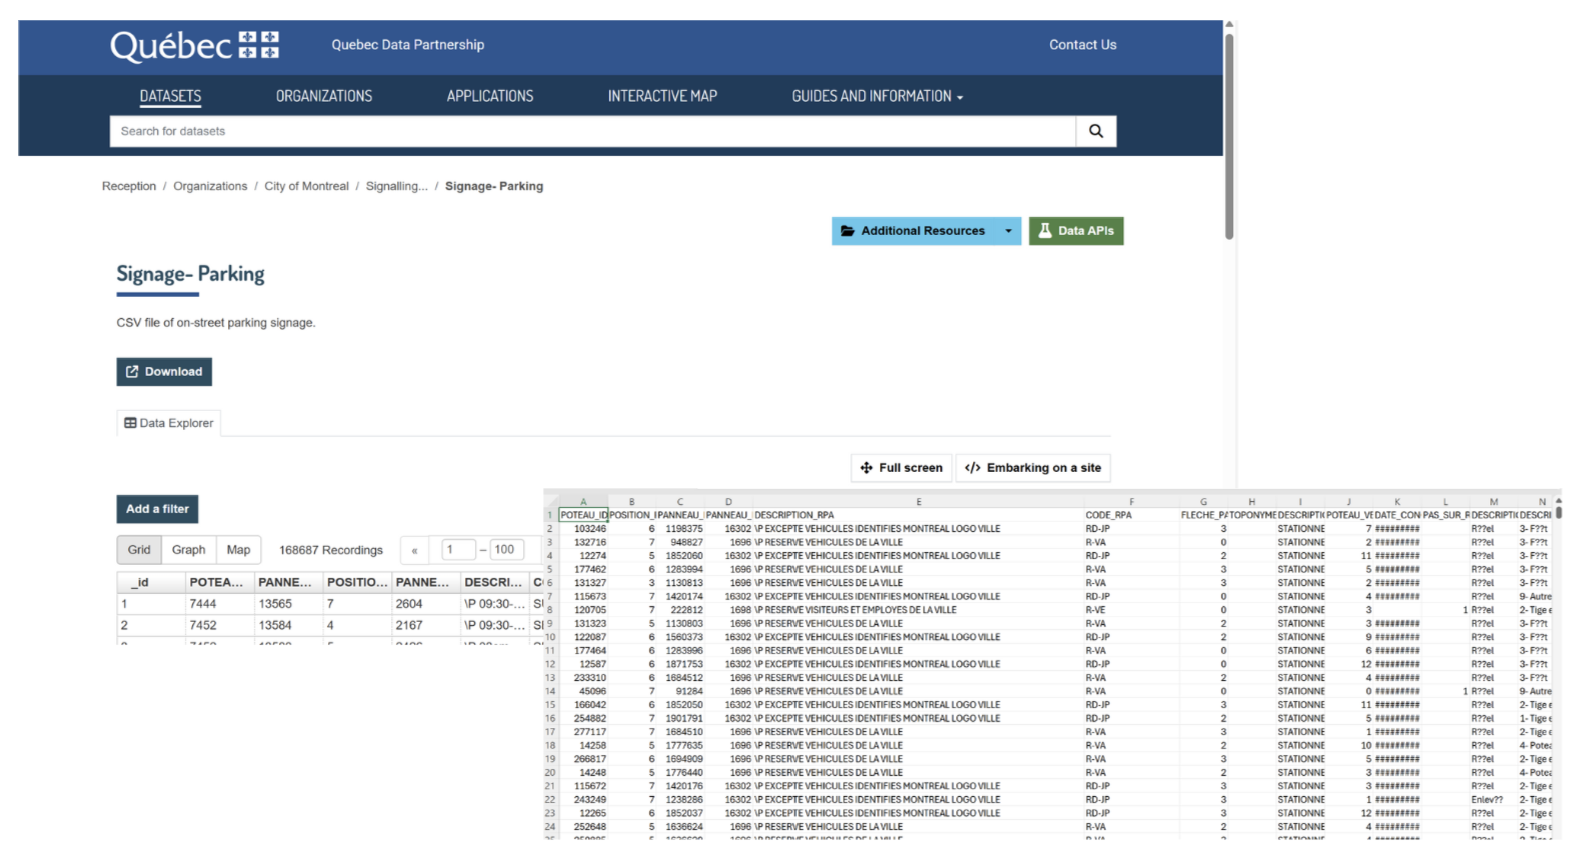 Québec Quebec Data Partnership Contact Us
DATASETS ORGANIZATIONS APPLICATIONS INTERACTIVE MAP GUIDES AND INFORMATION
Search for datasets
Reception / Organizations / City of Montreal / Signalling... / Signage- Parking
Additional Resources Data APIs
Signage- Parking
CSV file of on-street parking signage.
Download
Data Explorer
Full screen </> Embarking on a site
Add a filter
Grid Graph Map 168687 Recordings « 1 – 100
_id POTEA... PANNE... POSITIO... PANNE... DESCRI...
1 7444 13565 7 2604 \P 09:30-...
2 7452 13584 4 2167 \P 09:30-...
A B C D E F G H I J K L M N
1 POTEAU_ID POSITION_I PANNEAU_I PANNEAU_ DESCRIPTION_RPA CODE_RPA FLECHE_PA TOPONYME DESCRIPTI POTEAU_VE DATE_CON PAS_SUR_R DESCRIPTI DESCRI
2 103246 6 1198375 16302 \P EXCEPTE VEHICULES IDENTIFIES MONTREAL LOGO VILLE RD-JP 3 STATIONNE 7 ######### R??el 3- F??t
3 132716 7 948827 1696 \P RESERVE VEHICULES DE LA VILLE R-VA 0 STATIONNE 2 ######### R??el 3- F??t
4 12274 5 1852060 16302 \P EXCEPTE VEHICULES IDENTIFIES MONTREAL LOGO VILLE RD-JP 2 STATIONNE 11 ######### R??el 3- F??t
5 177462 6 1283994 1696 \P RESERVE VEHICULES DE LA VILLE R-VA 3 STATIONNE 5 ######### R??el 3- F??t
6 131327 3 1130813 1696 \P RESERVE VEHICULES DE LA VILLE R-VA 3 STATIONNE 2 ######### R??el 3- F??t
7 115673 7 1420174 16302 \P EXCEPTE VEHICULES IDENTIFIES MONTREAL LOGO VILLE RD-JP 0 STATIONNE 4 ######### R??el 9- Autre
8 120705 7 222812 1698 \P RESERVE VISITEURS ET EMPLOYES DE LA VILLE R-VE 0 STATIONNE 3 1 R??el 2- Tige e
9 131323 5 1130803 1696 \P RESERVE VEHICULES DE LA VILLE R-VA 2 STATIONNE 3 ######### R??el 3- F??t
10 122087 6 1560373 16302 \P EXCEPTE VEHICULES IDENTIFIES MONTREAL LOGO VILLE RD-JP 2 STATIONNE 9 ######### R??el 3- F??t
11 177464 6 1283996 1696 \P RESERVE VEHICULES DE LA VILLE R-VA 0 STATIONNE 6 ######### R??el 3- F??t
12 12587 6 1871753 16302 \P EXCEPTE VEHICULES IDENTIFIES MONTREAL LOGO VILLE RD-JP 0 STATIONNE 12 ######### R??el 3- F??t
13 233310 6 1684512 1696 \P RESERVE VEHICULES DE LA VILLE R-VA 2 STATIONNE 4 ######### R??el 3- F??t
14 45096 7 91284 1696 \P RESERVE VEHICULES DE LA VILLE R-VA 0 STATIONNE 0 ######### 1 R??el 9- Autre
15 166042 6 1852050 16302 \P EXCEPTE VEHICULES IDENTIFIES MONTREAL LOGO VILLE RD-JP 3 STATIONNE 11 ######### R??el 2- Tige e
16 254882 7 1901791 16302 \P EXCEPTE VEHICULES IDENTIFIES MONTREAL LOGO VILLE RD-JP 2 STATIONNE 5 ######### R??el 1- Tige e
17 277117 7 1684510 1696 \P RESERVE VEHICULES DE LA VILLE R-VA 3 STATIONNE 1 ######### R??el 2- Tige e
18 14258 5 1777635 1696 \P RESERVE VEHICULES DE LA VILLE R-VA 2 STATIONNE 10 ######### R??el 4- Potea
19 266817 6 1694909 1696 \P RESERVE VEHICULES DE LA VILLE R-VA 3 STATIONNE 5 ######### R??el 2- Tige e
20 14248 5 1776440 1696 \P RESERVE VEHICULES DE LA VILLE R-VA 2 STATIONNE 3 ######### R??el 4- Potea
21 115672 7 1420176 16302 \P EXCEPTE VEHICULES IDENTIFIES MONTREAL LOGO VILLE RD-JP 3 STATIONNE 3 ######### R??el 2- Tige e
22 243249 7 1238286 16302 \P EXCEPTE VEHICULES IDENTIFIES MONTREAL LOGO VILLE RD-JP 3 STATIONNE 1 ######### Enlev?? 2- Tige e
23 12265 6 1852037 16302 \P EXCEPTE VEHICULES IDENTIFIES MONTREAL LOGO VILLE RD-JP 3 STATIONNE 12 ######### R??el 2- Tige e
24 252648 5 1636624 1696 \P RESERVE VEHICULES DE LA VILLE R-VA 2 STATIONNE 4 ######### R??el 2- Tige e